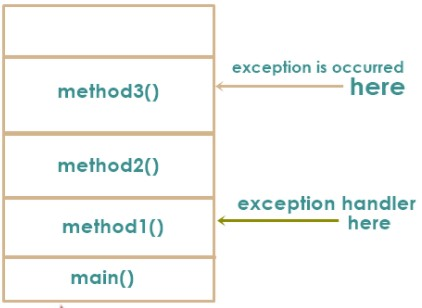 exception is occurred
here
method3()
method2()
exception handler
here
method1()
main()